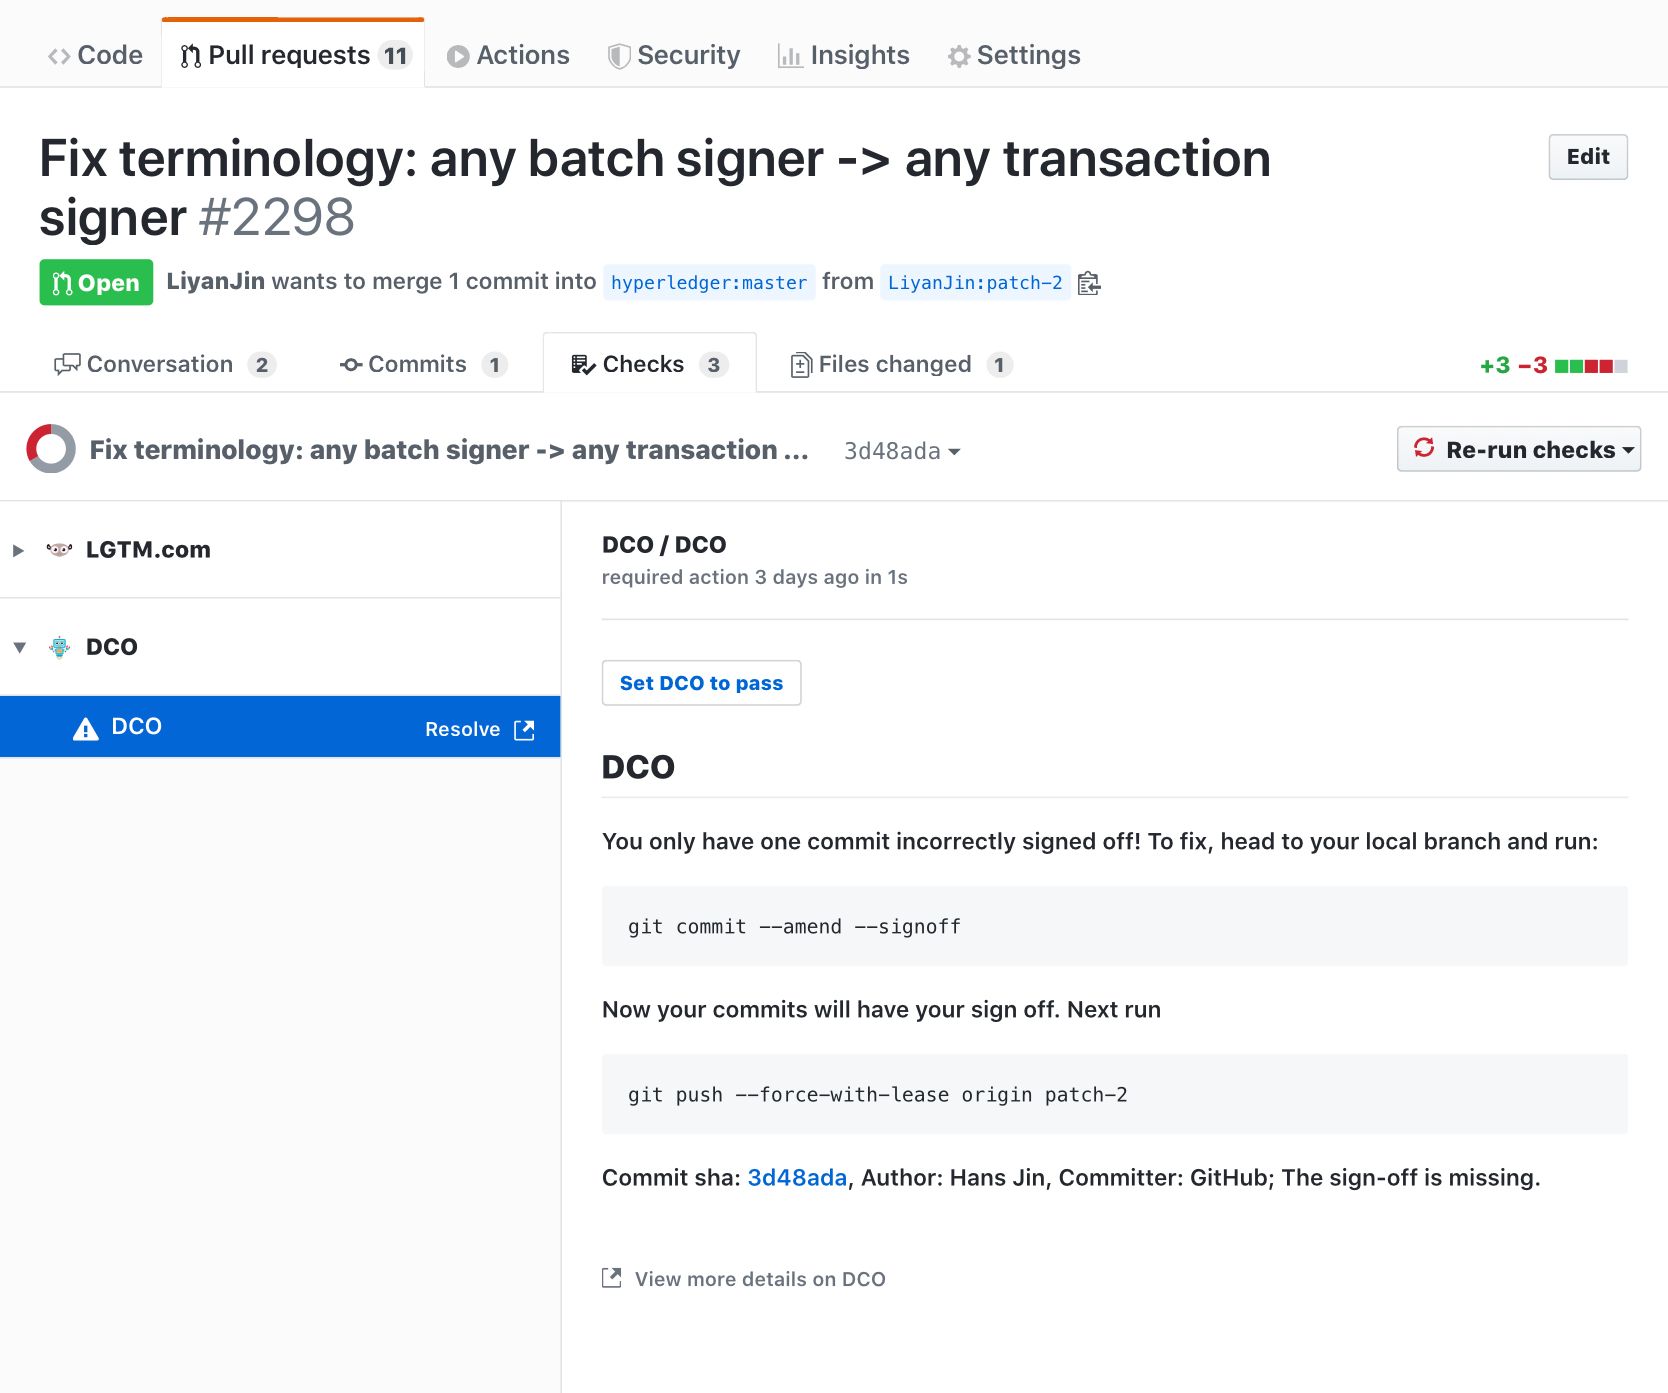 Code Pull requests 11 Actions Security Insights Settings
Fix terminology: any batch signer -> any transaction
signer #2298
Edit
Open LiyanJin wants to merge 1 commit into hyperledger:master from LiyanJin:patch-2
Conversation 2 Commits 1 Checks 3 Files changed 1 +3 −3
Fix terminology: any batch signer -> any transaction ... 3d48ada Re-run checks
LGTM.com
DCO
DCO Resolve
DCO / DCO
required action 3 days ago in 1s
Set DCO to pass
DCO
You only have one commit incorrectly signed off! To fix, head to your local branch and run:
git commit --amend --signoff
Now your commits will have your sign off. Next run
git push --force-with-lease origin patch-2
Commit sha: 3d48ada, Author: Hans Jin, Committer: GitHub; The sign-off is missing.
View more details on DCO